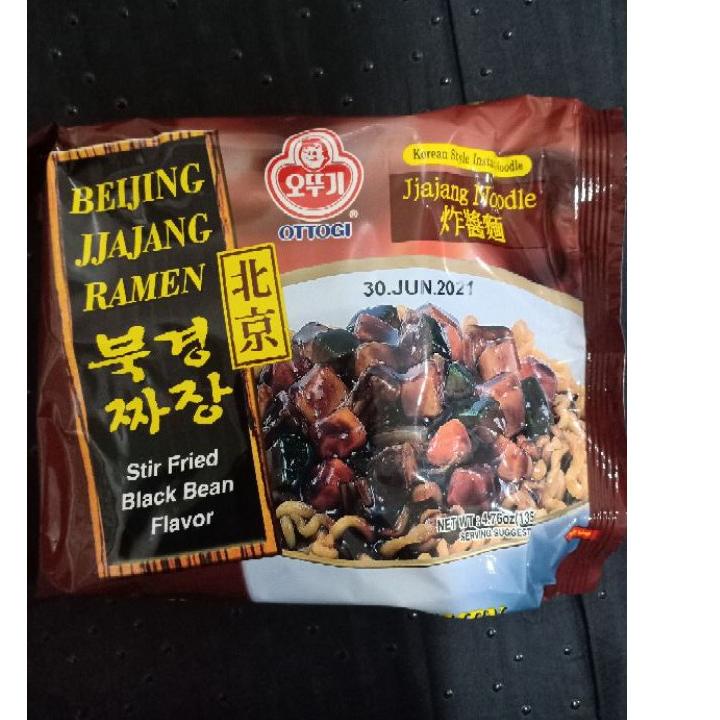 BEIJING
JJAJANG
RAMEN
북경
짜장
北京
Stir Fried
Black Bean
Flavor
오뚜기
®
OTTOGI
Korean Style Instant Noodle
Jjajang Noodle
炸醬麵
30.JUN.2021
NET WT.: 4.76oz(135
SERVING SUGGEST